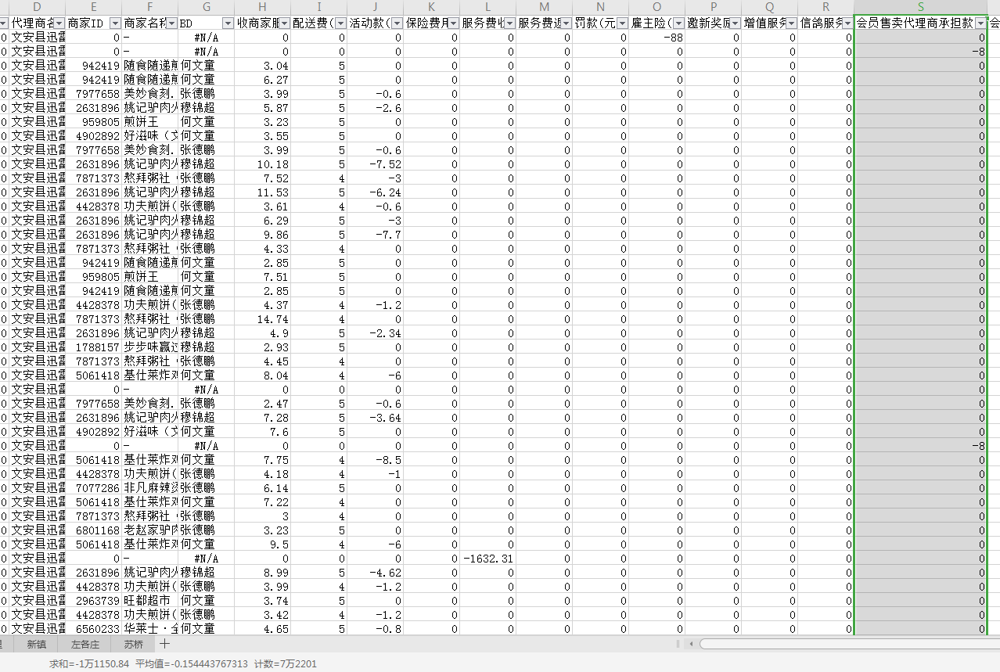 D E F G H I J K L M N O P Q R S
代理商名 商家ID 商家名称 BD 收商家服 配送费( 活动款( 保险费用 服务费收 服务费返 罚款(元 雇主险( 邀新奖励 增值服务 信鸽服务 会员售卖代理商承担款
0 文安县迅雷 0 - #N/A 0 0 0 0 0 0 0 -88 0 0 0 0
0 文安县迅雷 0 - #N/A 0 0 0 0 0 0 0 0 0 0 0 -8
0 文安县迅雷 942419 随食随递 何文童 3.04 5 0 0 0 0 0 0 0 0 0 0
0 文安县迅雷 942419 随食随递 何文童 6.27 5 0 0 0 0 0 0 0 0 0 0
0 文安县迅雷 7977658 美妙食刻. 张德鹏 3.99 5 -0.6 0 0 0 0 0 0 0 0 0
0 文安县迅雷 2631896 姚记驴肉火 穆锦超 5.87 5 -2.6 0 0 0 0 0 0 0 0 0
0 文安县迅雷 959805 煎饼王 何文童 3.23 5 0 0 0 0 0 0 0 0 0 0
0 文安县迅雷 4902892 好滋味（文 何文童 3.55 5 0 0 0 0 0 0 0 0 0 0
0 文安县迅雷 7977658 美妙食刻. 张德鹏 3.99 5 -0.6 0 0 0 0 0 0 0 0 0
0 文安县迅雷 2631896 姚记驴肉火 穆锦超 10.18 5 -7.52 0 0 0 0 0 0 0 0 0
0 文安县迅雷 7871373 熬拜粥社 张德鹏 7.52 4 -3 0 0 0 0 0 0 0 0 0
0 文安县迅雷 2631896 姚记驴肉火 穆锦超 11.53 5 -6.24 0 0 0 0 0 0 0 0 0
0 文安县迅雷 4428378 功夫煎饼( 张德鹏 3.61 4 -0.6 0 0 0 0 0 0 0 0 0
0 文安县迅雷 2631896 姚记驴肉火 穆锦超 6.29 5 -3 0 0 0 0 0 0 0 0 0
0 文安县迅雷 2631896 姚记驴肉火 穆锦超 9.86 5 -7.7 0 0 0 0 0 0 0 0 0
0 文安县迅雷 7871373 熬拜粥社 张德鹏 4.33 4 0 0 0 0 0 0 0 0 0 0
0 文安县迅雷 942419 随食随递 何文童 2.85 5 0 0 0 0 0 0 0 0 0 0
0 文安县迅雷 959805 煎饼王 何文童 7.51 5 0 0 0 0 0 0 0 0 0 0
0 文安县迅雷 942419 随食随递 何文童 2.85 5 0 0 0 0 0 0 0 0 0 0
0 文安县迅雷 4428378 功夫煎饼( 张德鹏 4.37 4 -1.2 0 0 0 0 0 0 0 0 0
0 文安县迅雷 7871373 熬拜粥社 张德鹏 14.74 4 0 0 0 0 0 0 0 0 0 0
0 文安县迅雷 2631896 姚记驴肉火 穆锦超 4.9 5 -2.34 0 0 0 0 0 0 0 0 0
0 文安县迅雷 1788157 步步味赢 穆锦超 2.93 5 0 0 0 0 0 0 0 0 0 0
0 文安县迅雷 7871373 熬拜粥社 张德鹏 4.45 4 0 0 0 0 0 0 0 0 0 0
0 文安县迅雷 5061418 基仕莱炸鸡 何文童 8.04 4 -6 0 0 0 0 0 0 0 0 0
0 文安县迅雷 0 - #N/A 0 0 0 0 0 0 0 0 0 0 0 0
0 文安县迅雷 7977658 美妙食刻. 张德鹏 2.47 5 -0.6 0 0 0 0 0 0 0 0 0
0 文安县迅雷 2631896 姚记驴肉火 穆锦超 7.28 5 -3.64 0 0 0 0 0 0 0 0 0
0 文安县迅雷 4902892 好滋味（文 何文童 7.6 5 0 0 0 0 0 0 0 0 0 0
0 文安县迅雷 0 - #N/A 0 0 0 0 0 0 0 0 0 0 0 -8
0 文安县迅雷 5061418 基仕莱炸鸡 何文童 7.75 4 -8.5 0 0 0 0 0 0 0 0 0
0 文安县迅雷 4428378 功夫煎饼( 张德鹏 4.18 4 -1 0 0 0 0 0 0 0 0 0
0 文安县迅雷 7077286 非凡麻辣烫 张德鹏 6.14 5 0 0 0 0 0 0 0 0 0 0
0 文安县迅雷 5061418 基仕莱炸鸡 何文童 7.22 4 0 0 0 0 0 0 0 0 0 0
0 文安县迅雷 7871373 熬拜粥社 张德鹏 3 4 0 0 0 0 0 0 0 0 0 0
0 文安县迅雷 6801168 老赵家驴肉 张德鹏 3.23 5 0 0 0 0 0 0 0 0 0 0
0 文安县迅雷 5061418 基仕莱炸鸡 何文童 9.5 4 -6 0 0 0 0 0 0 0 0 0
0 文安县迅雷 0 - #N/A 0 0 0 0 -1632.31 0 0 0 0 0 0 0
0 文安县迅雷 2631896 姚记驴肉火 穆锦超 8.99 5 -4.62 0 0 0 0 0 0 0 0 0
0 文安县迅雷 4428378 功夫煎饼( 张德鹏 3.99 4 -1.2 0 0 0 0 0 0 0 0 0
0 文安县迅雷 2963739 旺都超市 何文童 3.74 5 0 0 0 0 0 0 0 0 0 0
0 文安县迅雷 4428378 功夫煎饼( 张德鹏 3.42 4 -1.2 0 0 0 0 0 0 0 0 0
0 文安县迅雷 6560233 华莱士·全 何文童 4.65 5 -0.8 0 0 0 0 0 0 0 0 0
新镇 左各庄 苏桥
求和=-1万1150.84 平均值=-0.154443767313 计数=7万2201